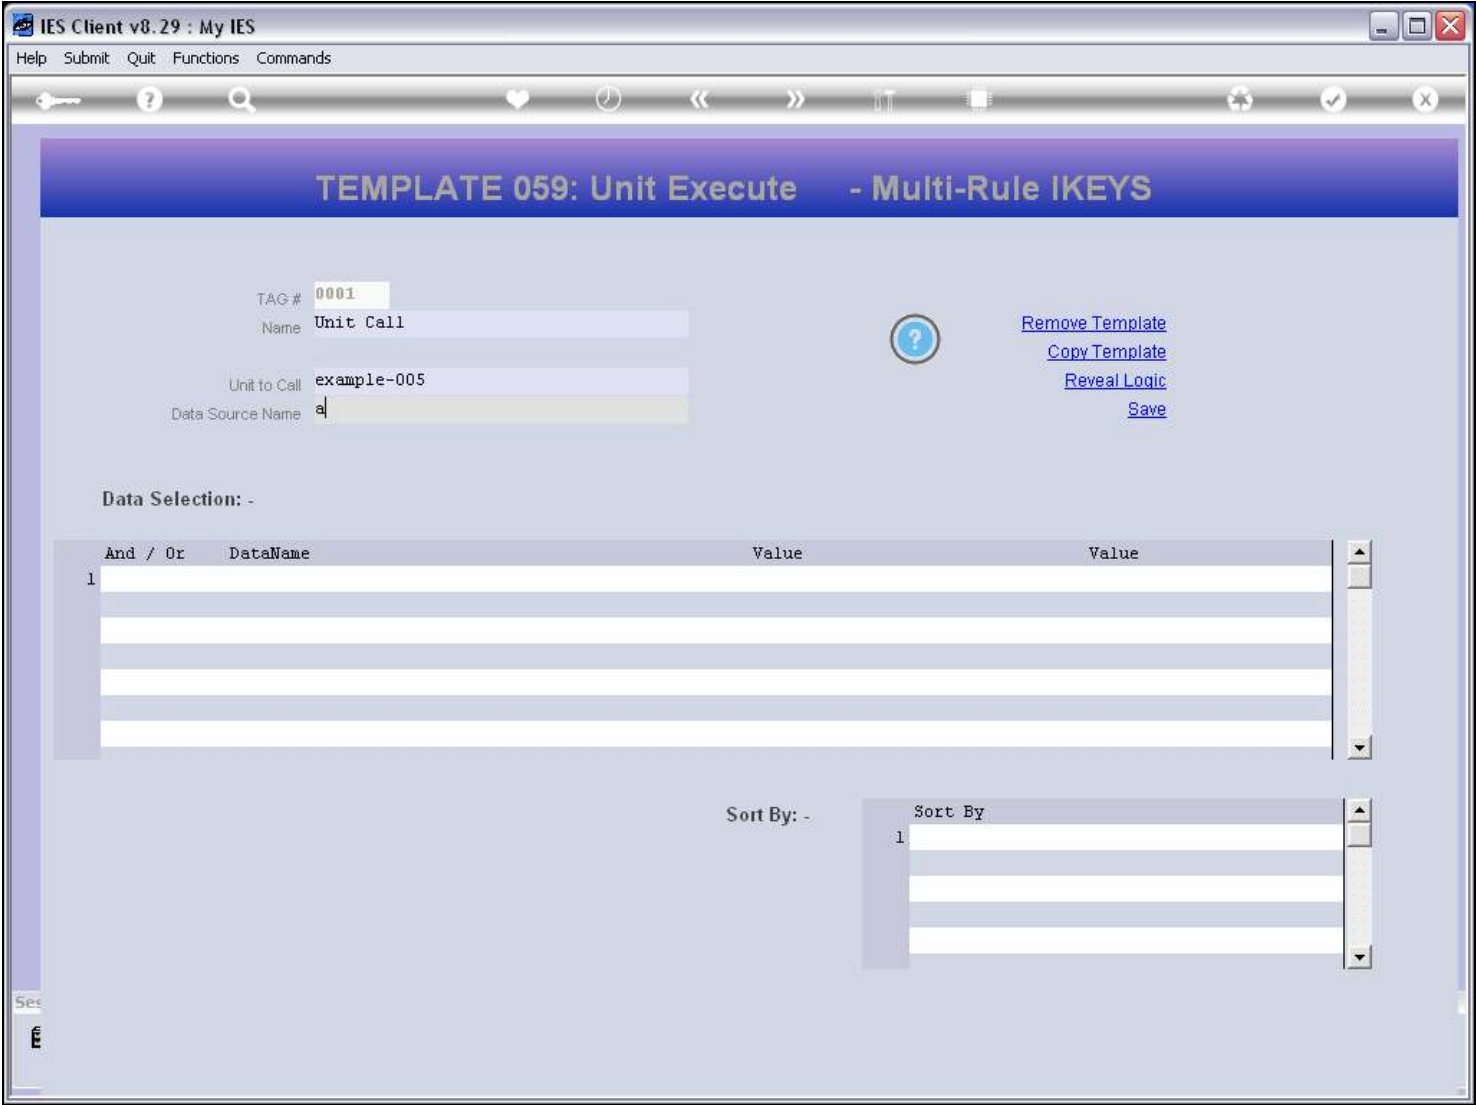 IES Client v8.29 : My IES
Help Submit Quit Functions Commands
TEMPLATE 059: Unit Execute - Multi-Rule IKEYS
TAG # 0001
Name Unit Call
Remove Template
Copy Template
Unit to Call example-005
Reveal Logic
Data Source Name a
Save
Data Selection: -
And / Or DataName Value Value
1
Sort By: -
Sort By
1